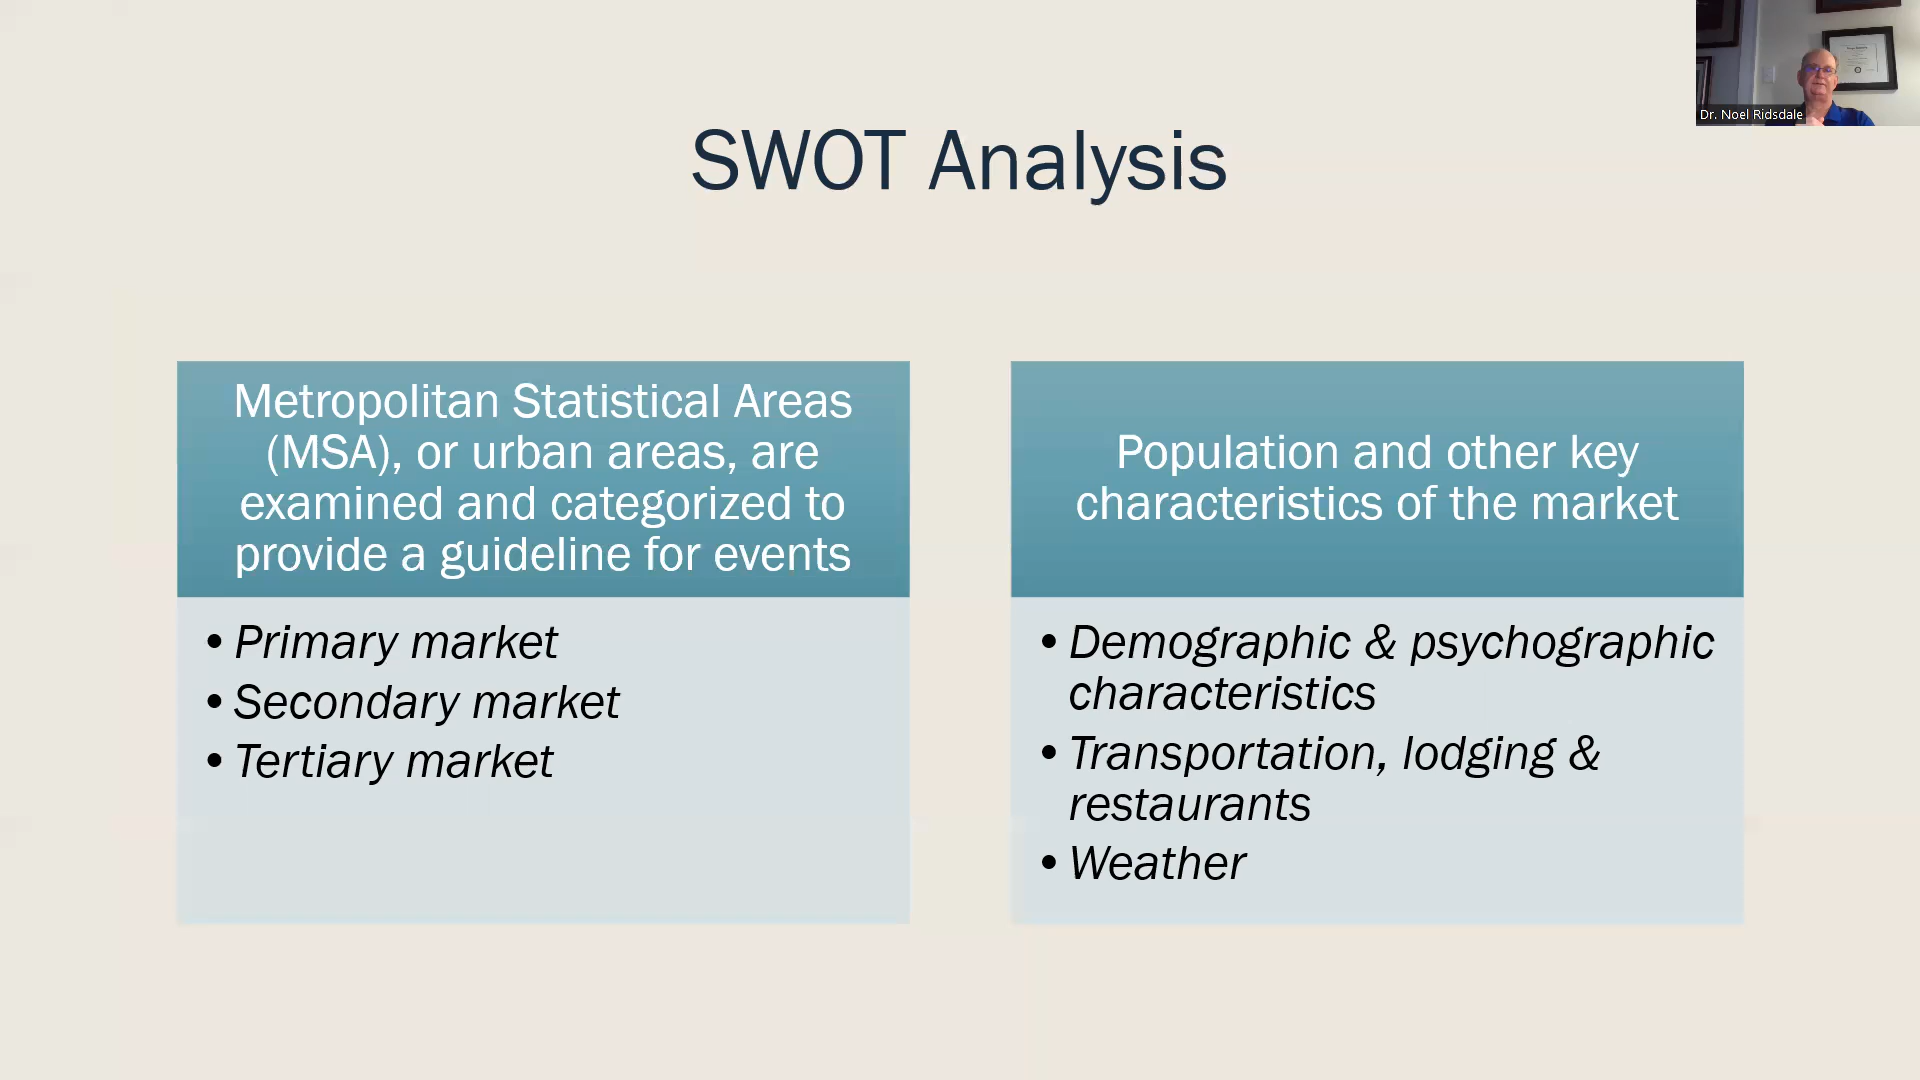 Dr. Noel Ridsdale
SWOT Analysis
Metropolitan Statistical Areas
(MSA), or urban areas, are
examined and categorized to
provide a guideline for events
• Primary market
• Secondary market
• Tertiary market
Population and other key
characteristics of the market
• Demographic & psychographic
characteristics
• Transportation, lodging &
restaurants
• Weather